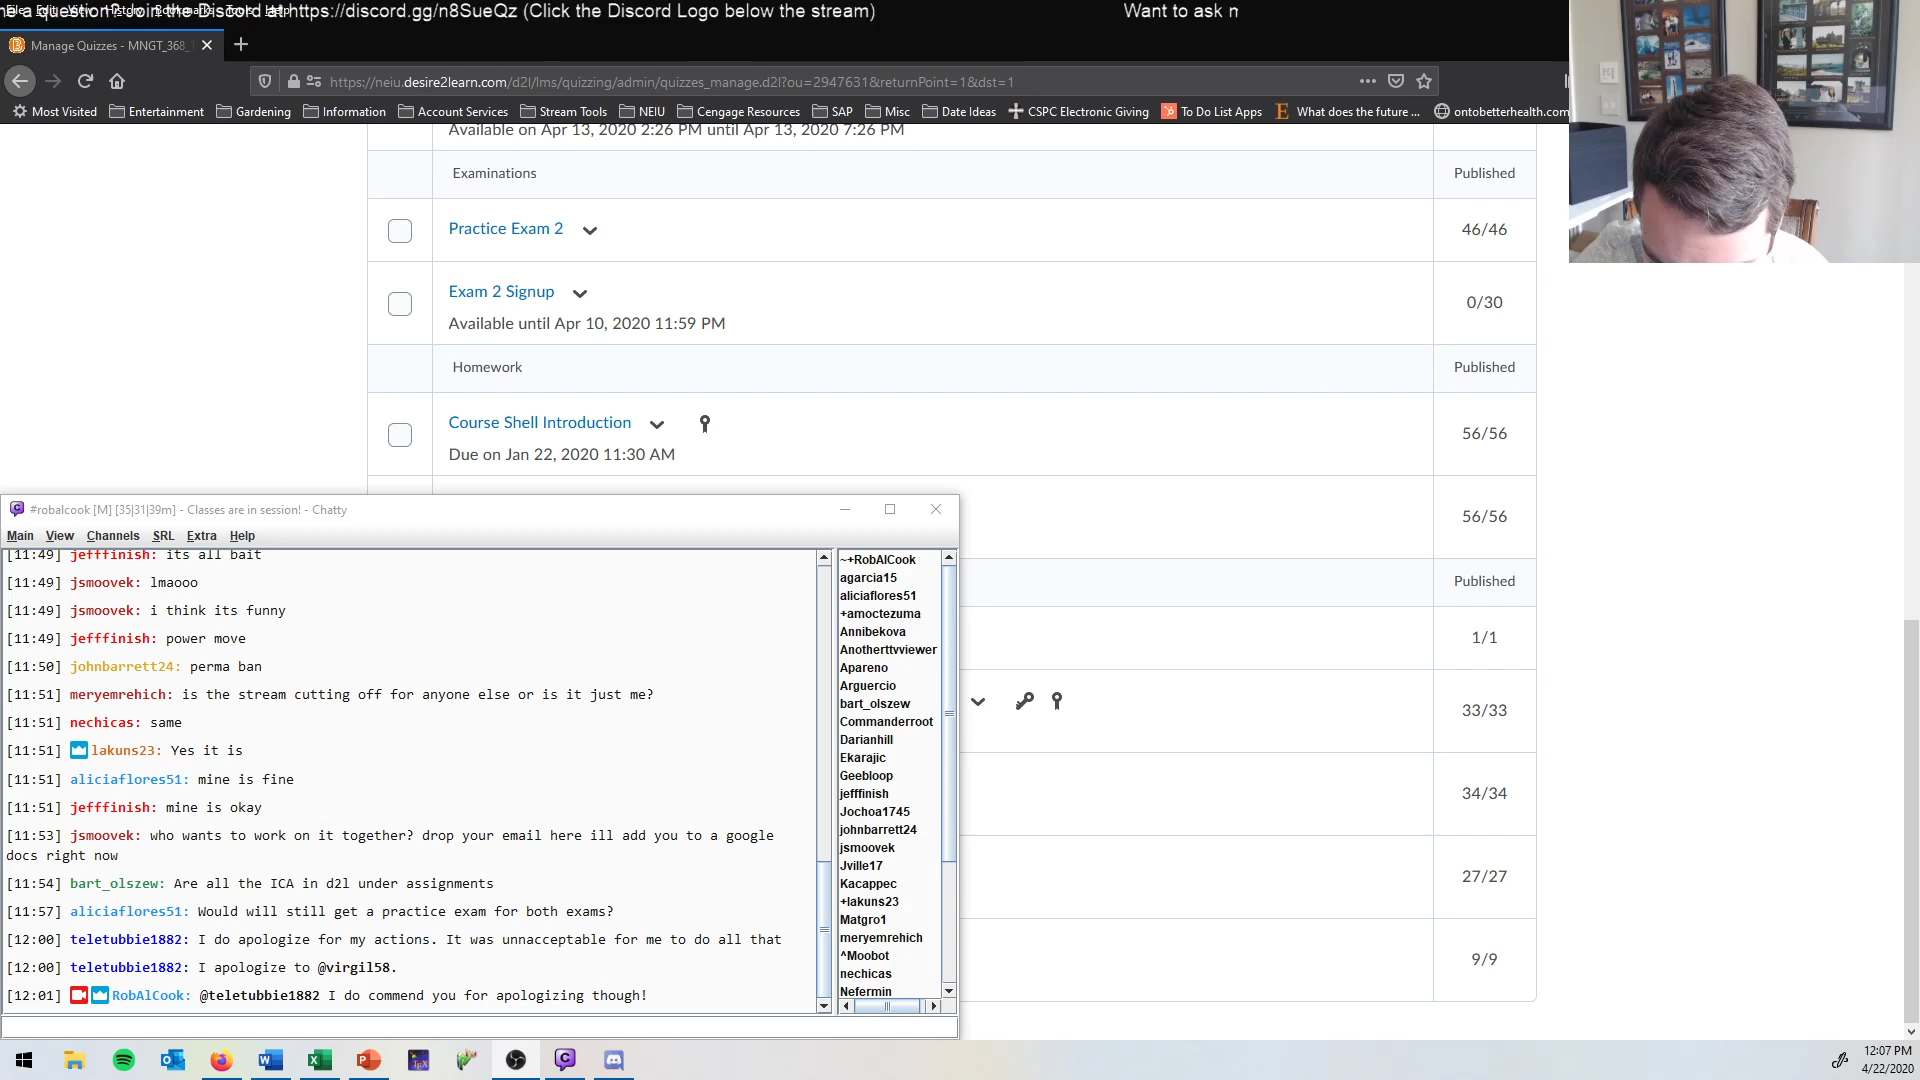 ne a question? Join the Discord at https://discord.gg/n8SueQz (Click the Discord Logo below the stream)
Want to ask m
File Edit View History Bookmarks Tools Help
Manage Quizzes - MNGT_368_
https://neiu.desire2learn.com/d2l/lms/quizzing/admin/quizzes_manage.d2l?ou=2947631&returnPoint=1&dst=1
Most Visited Entertainment Gardening Information Account Services Stream Tools NEIU Cengage Resources SAP Misc Date Ideas CSPC Electronic Giving To Do List Apps What does the future ... ontobetterhealth.com
Available on Apr 13, 2020 2:26 PM until Apr 13, 2020 7:26 PM
Examinations Published
Practice Exam 2 46/46
Exam 2 Signup 0/30
Available until Apr 10, 2020 11:59 PM
Homework Published
Course Shell Introduction 56/56
Due on Jan 22, 2020 11:30 AM
56/56
Published
1/1
33/33
34/34
27/27
9/9
#robalcook [M] [35|31|39m] - Classes are in session! - Chatty
Main View Channels SRL Extra Help
[11:49] jefffinish: its all bait
[11:49] jsmoovek: lmaooo
[11:49] jsmoovek: i think its funny
[11:49] jefffinish: power move
[11:50] johnbarrett24: perma ban
[11:51] meryemrehich: is the stream cutting off for anyone else or is it just me?
[11:51] nechicas: same
[11:51] lakuns23: Yes it is
[11:51] aliciaflores51: mine is fine
[11:51] jefffinish: mine is okay
[11:53] jsmoovek: who wants to work on it together? drop your email here ill add you to a google
docs right now
[11:54] bart_olszew: Are all the ICA in d2l under assignments
[11:57] aliciaflores51: Would will still get a practice exam for both exams?
[12:00] teletubbie1882: I do apologize for my actions. It was unacceptable for me to do all that
[12:00] teletubbie1882: I apologize to @virgil58.
[12:01] RobAlCook: @teletubbie1882 I do commend you for apologizing though!
~+RobAlCook
agarcia15
aliciaflores51
+amoctezuma
Annibekova
Anotherttvviewer
Apareno
Arguercio
bart_olszew
Commanderroot
Darianhill
Ekarajic
Geebloop
jefffinish
Jochoa1745
johnbarrett24
jsmoovek
Jville17
Kacappec
+lakuns23
Matgro1
meryemrehich
^Moobot
nechicas
Nefermin
12:07 PM
4/22/2020